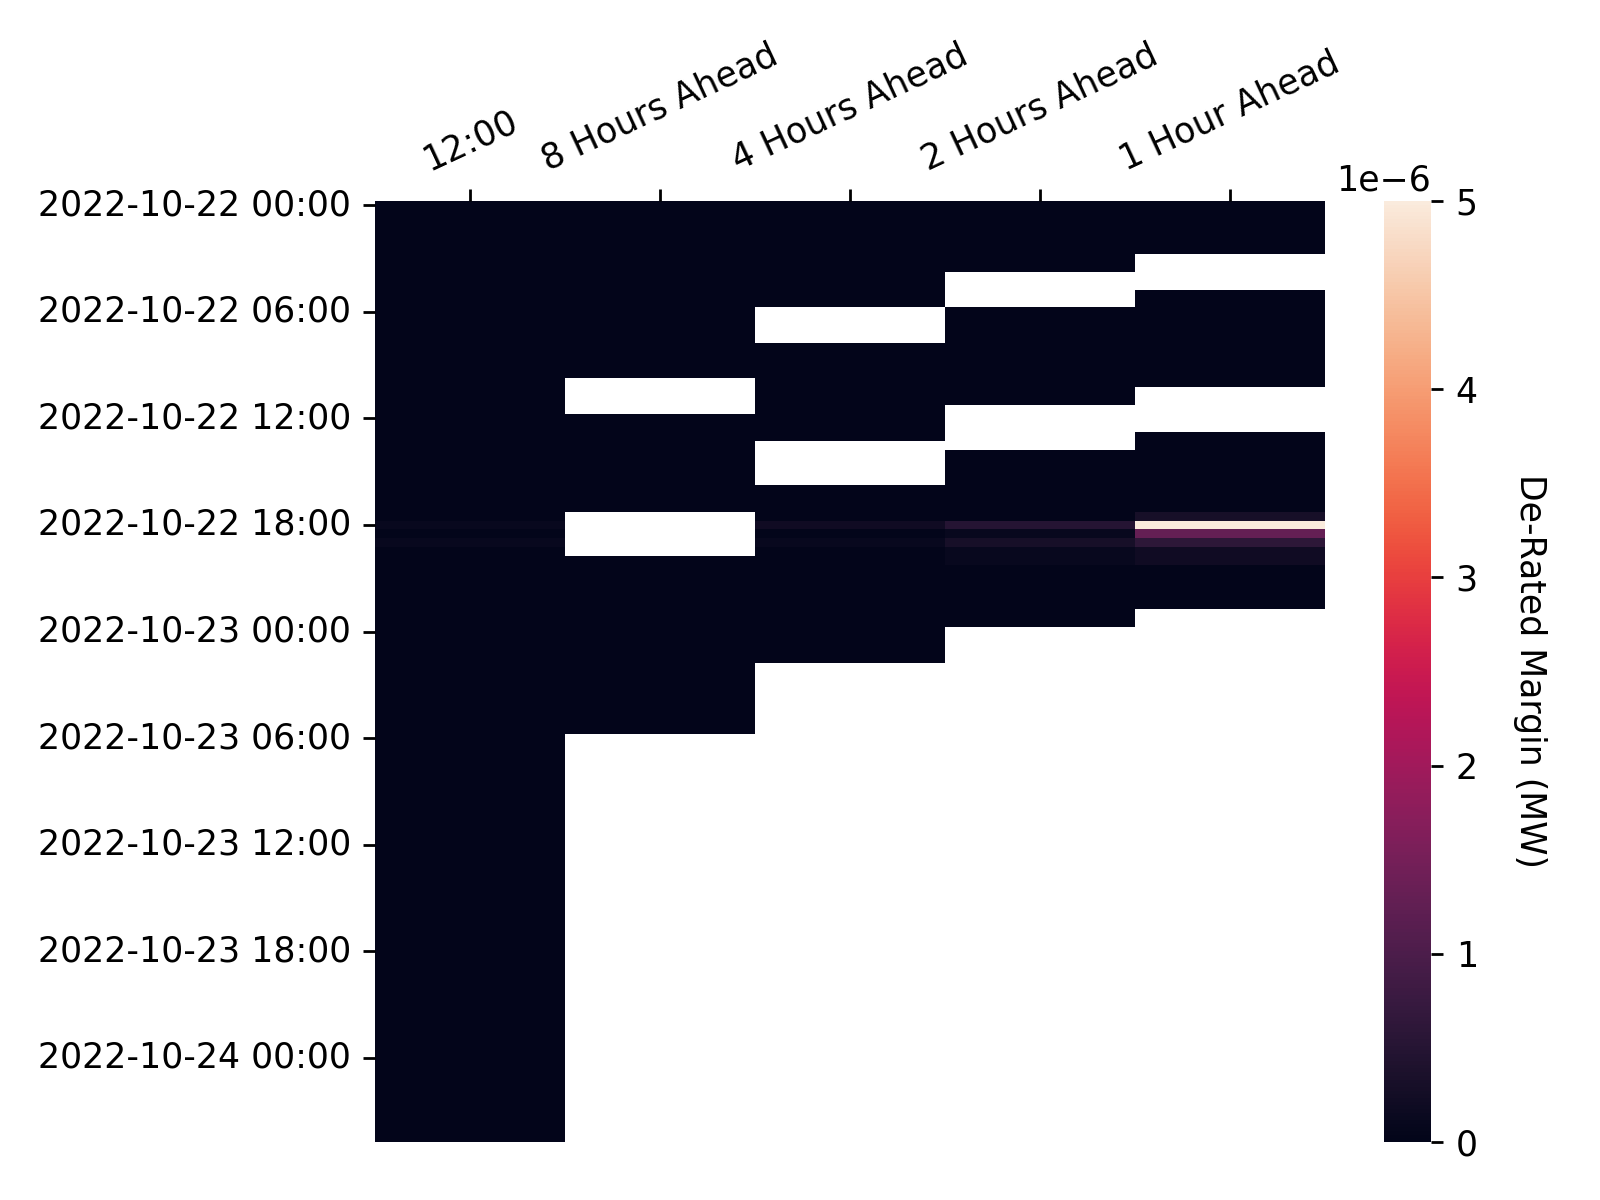 12:00
8 Hours Ahead
4 Hours Ahead
2 Hours Ahead
1 Hour Ahead
2022-10-22 00:00
2022-10-22 06:00
2022-10-22 12:00
2022-10-22 18:00
2022-10-23 00:00
2022-10-23 06:00
2022-10-23 12:00
2022-10-23 18:00
2022-10-24 00:00
1e−6
5
4
3
2
1
0
De-Rated Margin (MW)